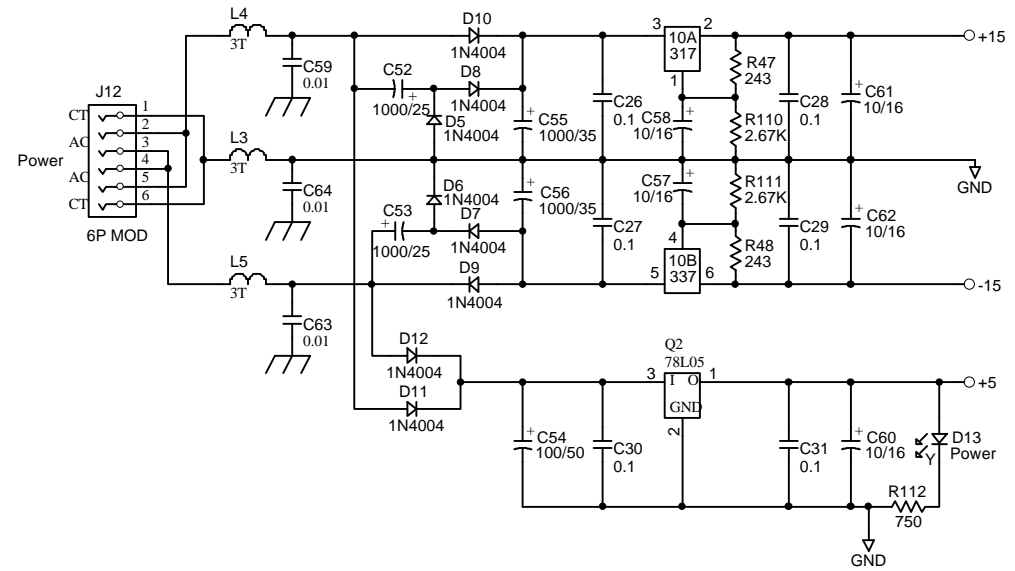 L4
3T
C59
0.01
D10
1N4004
C52
+
1000/25
D8
1N4004
D5
1N4004
+
C55
1000/35
C26
0.1
3
10A
317
2
1
+
C58
10/16
R47
243
R110
2.67K
C28
0.1
+
C61
10/16
+15
J12
CT
1
2
AC
3
Power
4
AC
5
CT
6
6P MOD
L3
3T
C64
0.01
D6
1N4004
C53
+
1000/25
D7
1N4004
D9
1N4004
+
C56
1000/35
C27
0.1
C57
+
10/16
R111
2.67K
R48
243
4
5
10B
337
6
C29
0.1
+
C62
10/16
GND
-15
L5
3T
C63
0.01
D12
1N4004
D11
1N4004
Q2
78L05
3
I O
GND
1
2
+
C54
100/50
C30
0.1
C31
0.1
+
C60
10/16
+5
D13
Power
Y
R112
750
GND